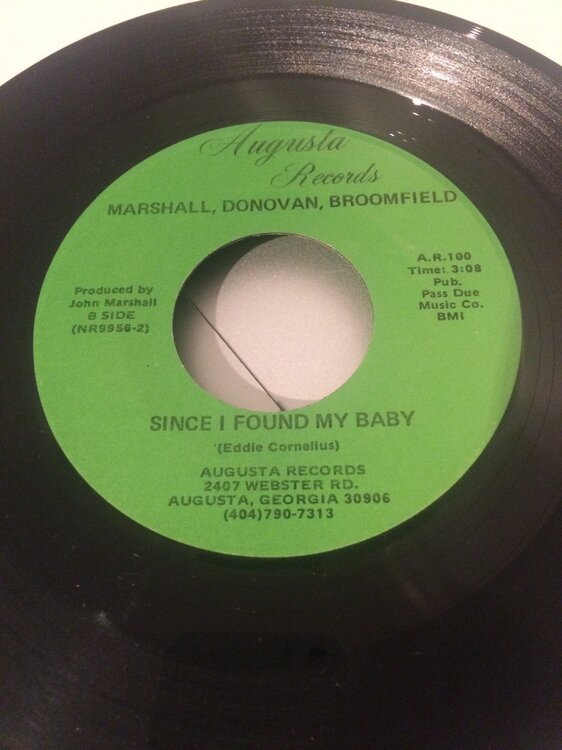 Augusta
Records
MARSHALL, DONOVAN, BROOMFIELD
A.R.100
Time: 3:08
Pub.
Pass Due
Music Co.
BMI
Produced by
John Marshall
B SIDE
(NR9956-2)
SINCE I FOUND MY BABY
(Eddie Cornelius)
AUGUSTA RECORDS
2407 WEBSTER RD.
AUGUSTA, GEORGIA 30906
(404)790-7313